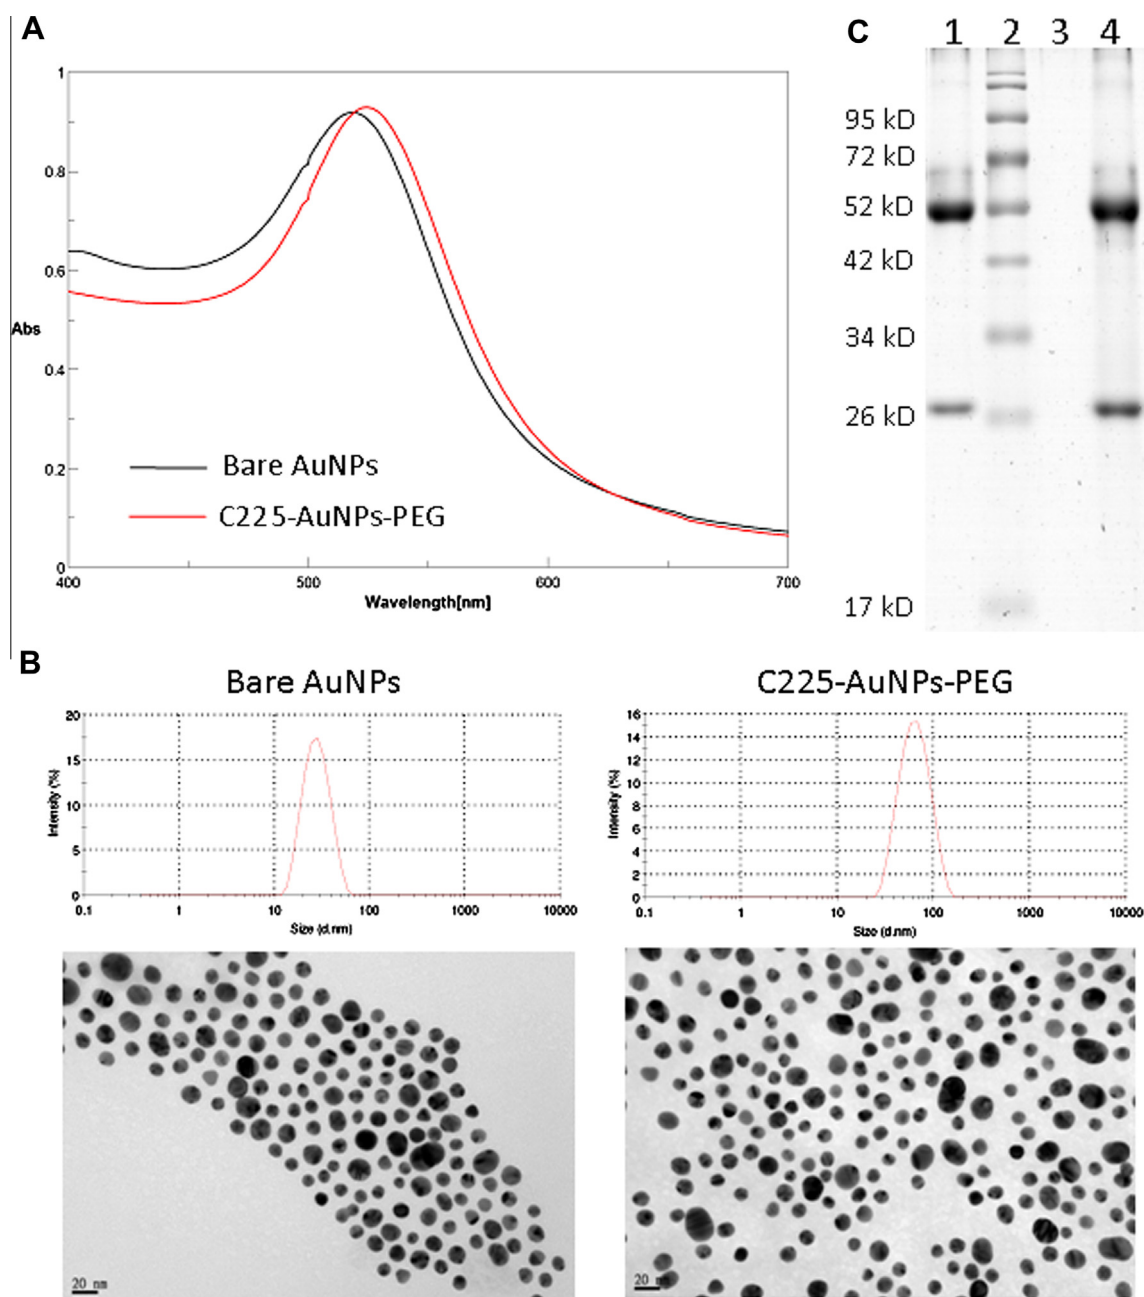 A
1
0.8
0.6
Abs
0.4
0.2
0
400
500
600
700
Wavelength[nm]
Bare AuNPs
C225-AuNPs-PEG
C
1 2 3 4
95 kD
72 kD
52 kD
42 kD
34 kD
26 kD
17 kD
B
Bare AuNPs
20
15
10
5
0
Intensity (%)
0.1 1 10 100 1000 10000
Size (d.nm)
C225-AuNPs-PEG
16
14
12
10
8
6
4
2
0
Intensity (%)
0.1 1 10 100 1000 10000
Size (d.nm)
20 nm
20 nm